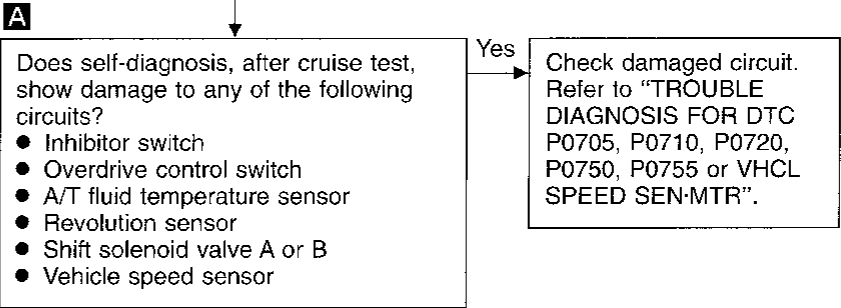 A
Does self-diagnosis, after cruise test,
show damage to any of the following
circuits?
● Inhibitor switch
● Overdrive control switch
● A/T fluid temperature sensor
● Revolution sensor
● Shift solenoid valve A or B
● Vehicle speed sensor
Yes
Check damaged circuit.
Refer to “TROUBLE
DIAGNOSIS FOR DTC
P0705, P0710, P0720,
P0750, P0755 or VHCL
SPEED SEN·MTR”.